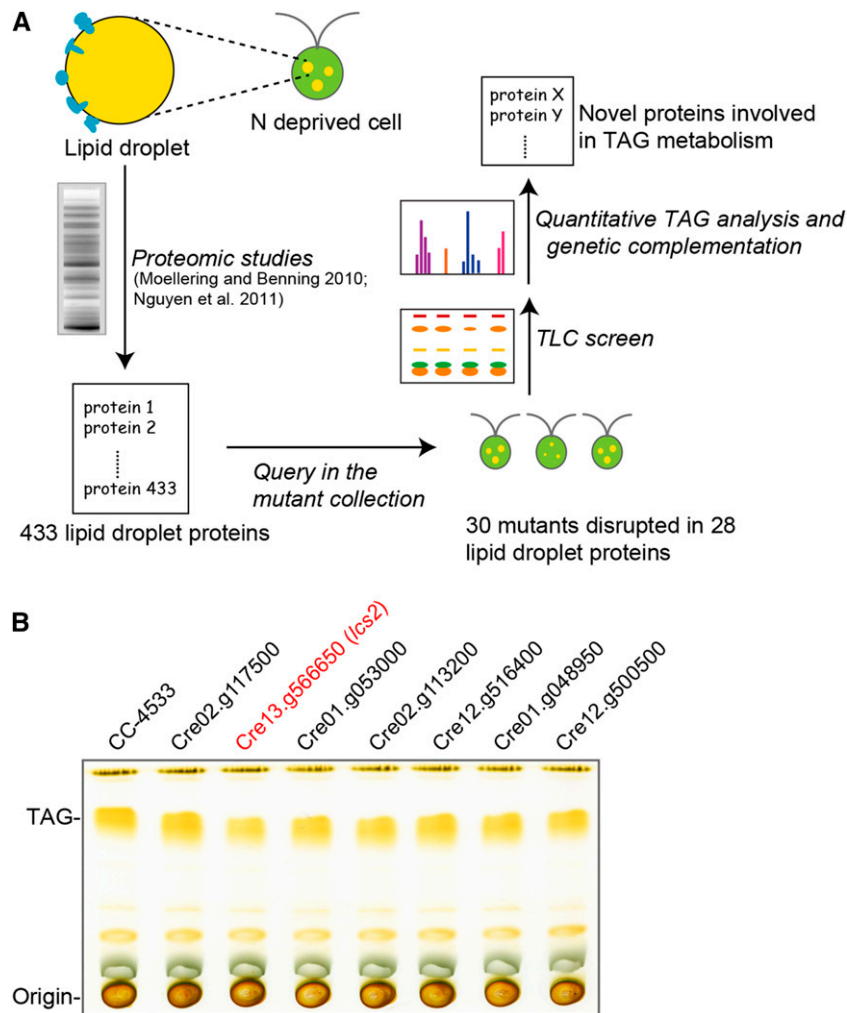 A
N deprived cell
Lipid droplet
Proteomic studies
(Moellering and Benning 2010;
Nguyen et al. 2011)
protein 1
protein 2
protein 433
433 lipid droplet proteins
Query in the
mutant collection
30 mutants disrupted in 28
lipid droplet proteins
TLC screen
Quantitative TAG analysis and
genetic complementation
protein X
protein Y
Novel proteins involved
in TAG metabolism
B
CC-4533
Cre02.g117500
Cre13.g566650 (lcs2)
Cre01.g053000
Cre02.g113200
Cre12.g516400
Cre01.g048950
Cre12.g500500
TAG-
Origin-